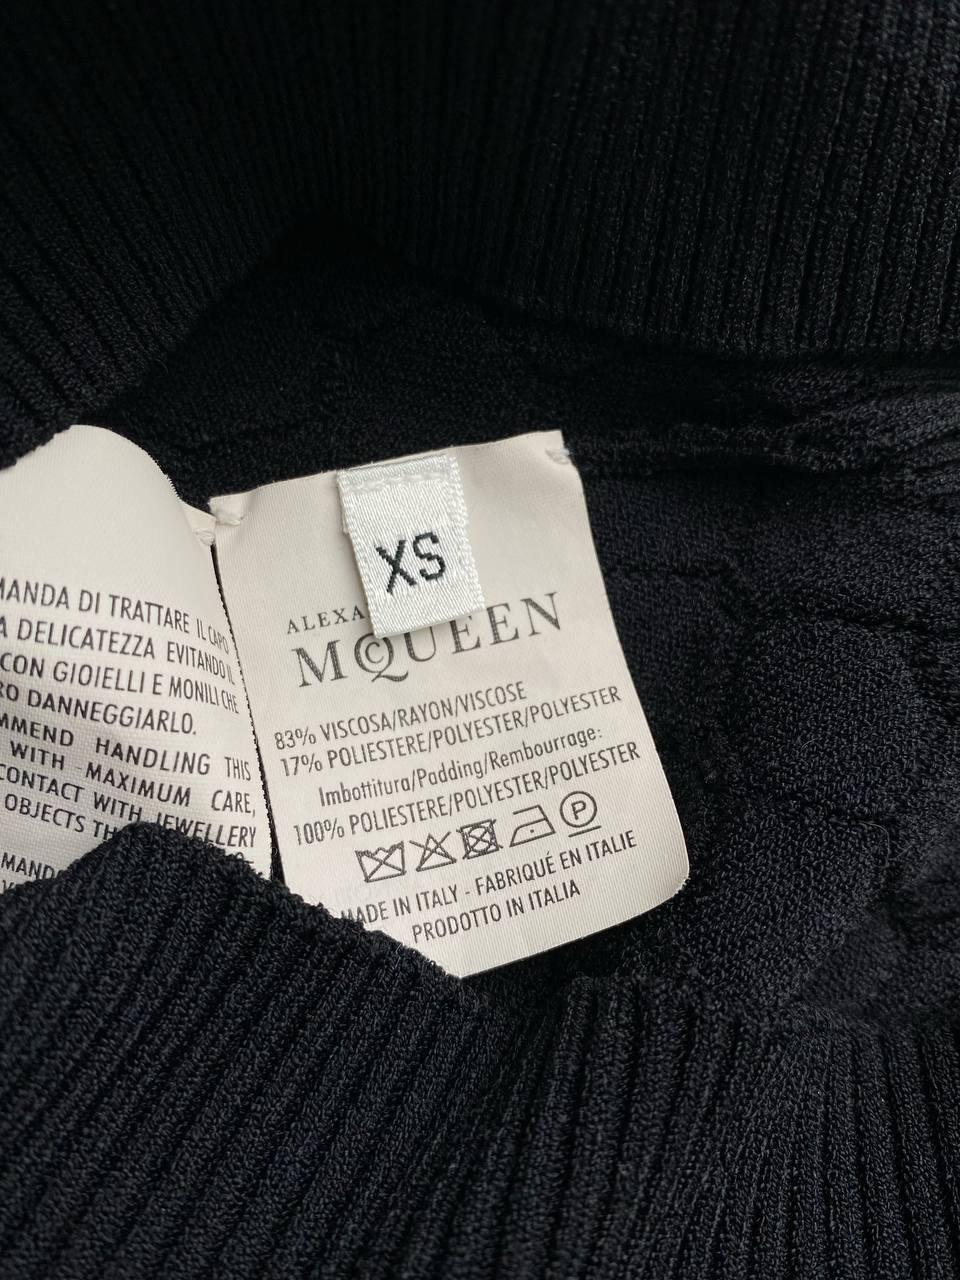 MANDA DI TRATTARE IL CAPO
A DELICATEZZA EVITANDO IL
CON GIOIELLI E MONILI CHE
RO DANNEGGIARLO.
MMEND HANDLING THIS
WITH MAXIMUM CARE,
CONTACT WITH JEWELLERY
OBJECTS TH
MAND
XS
ALEXA
McQUEEN
83% VISCOSA/RAYON/VISCOSE
17% POLIESTERE/POLYESTER/POLYESTER
Imbottitura/Padding/Rembourrage:
100% POLIESTERE/POLYESTER/POLYESTER
P
MADE IN ITALY - FABRIQUÉ EN ITALIE
PRODOTTO IN ITALIA